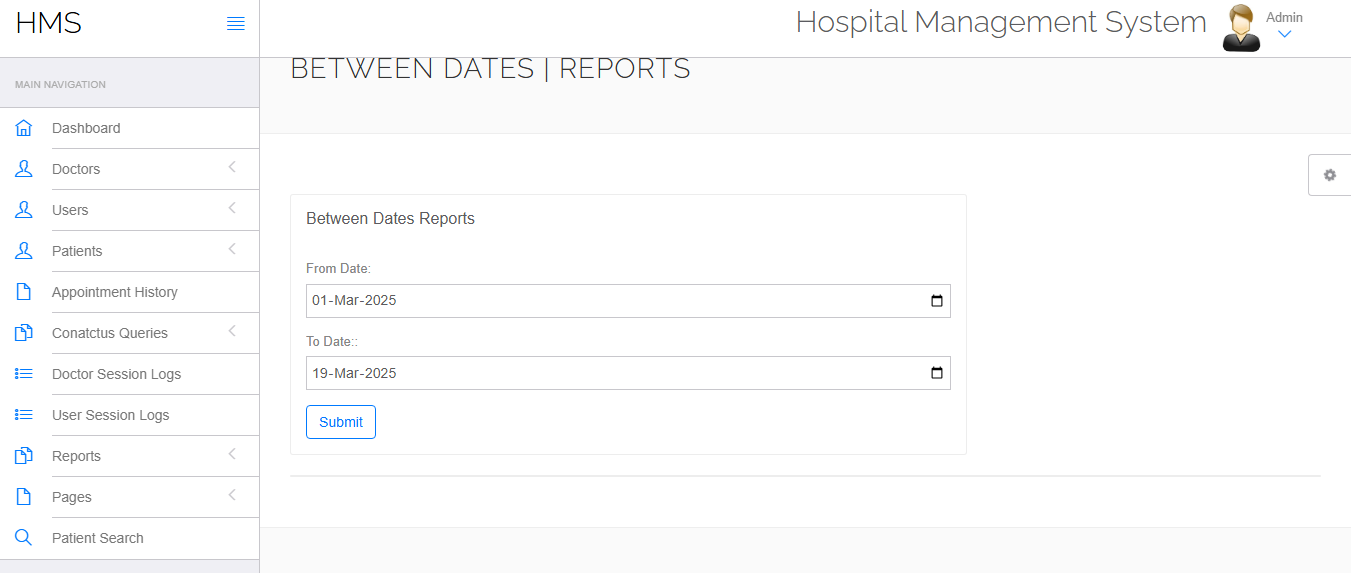 HMS
Hospital Management System
Admin
BETWEEN DATES | REPORTS
MAIN NAVIGATION
Dashboard
Doctors
Users
Patients
Appointment History
Conatctus Queries
Doctor Session Logs
User Session Logs
Reports
Pages
Patient Search
Between Dates Reports
From Date:
01-Mar-2025
To Date::
19-Mar-2025
Submit